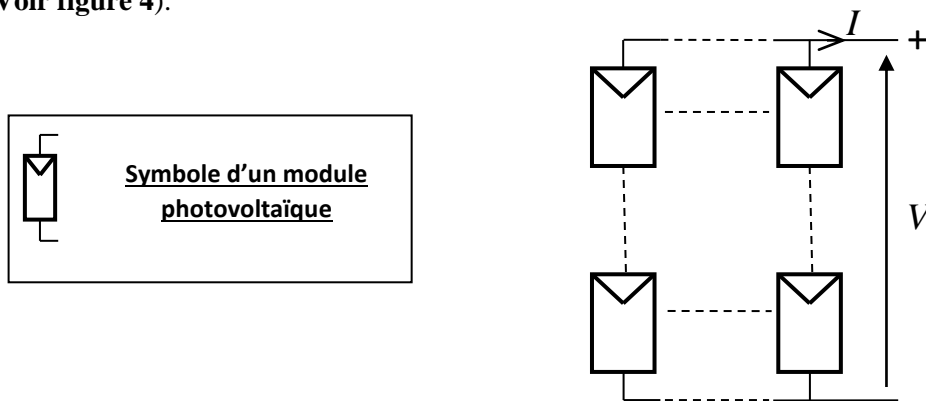 Voir figure 4).
I
+
Symbole d’un module
photovoltaïque
V